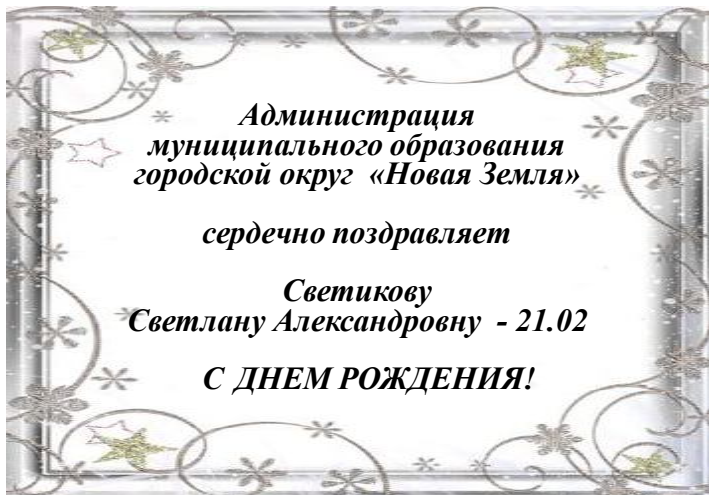 Администрация
муниципального образования
городской округ «Новая Земля»
сердечно поздравляет
Светикову
Светлану Александровну - 21.02
С ДНЕМ РОЖДЕНИЯ!